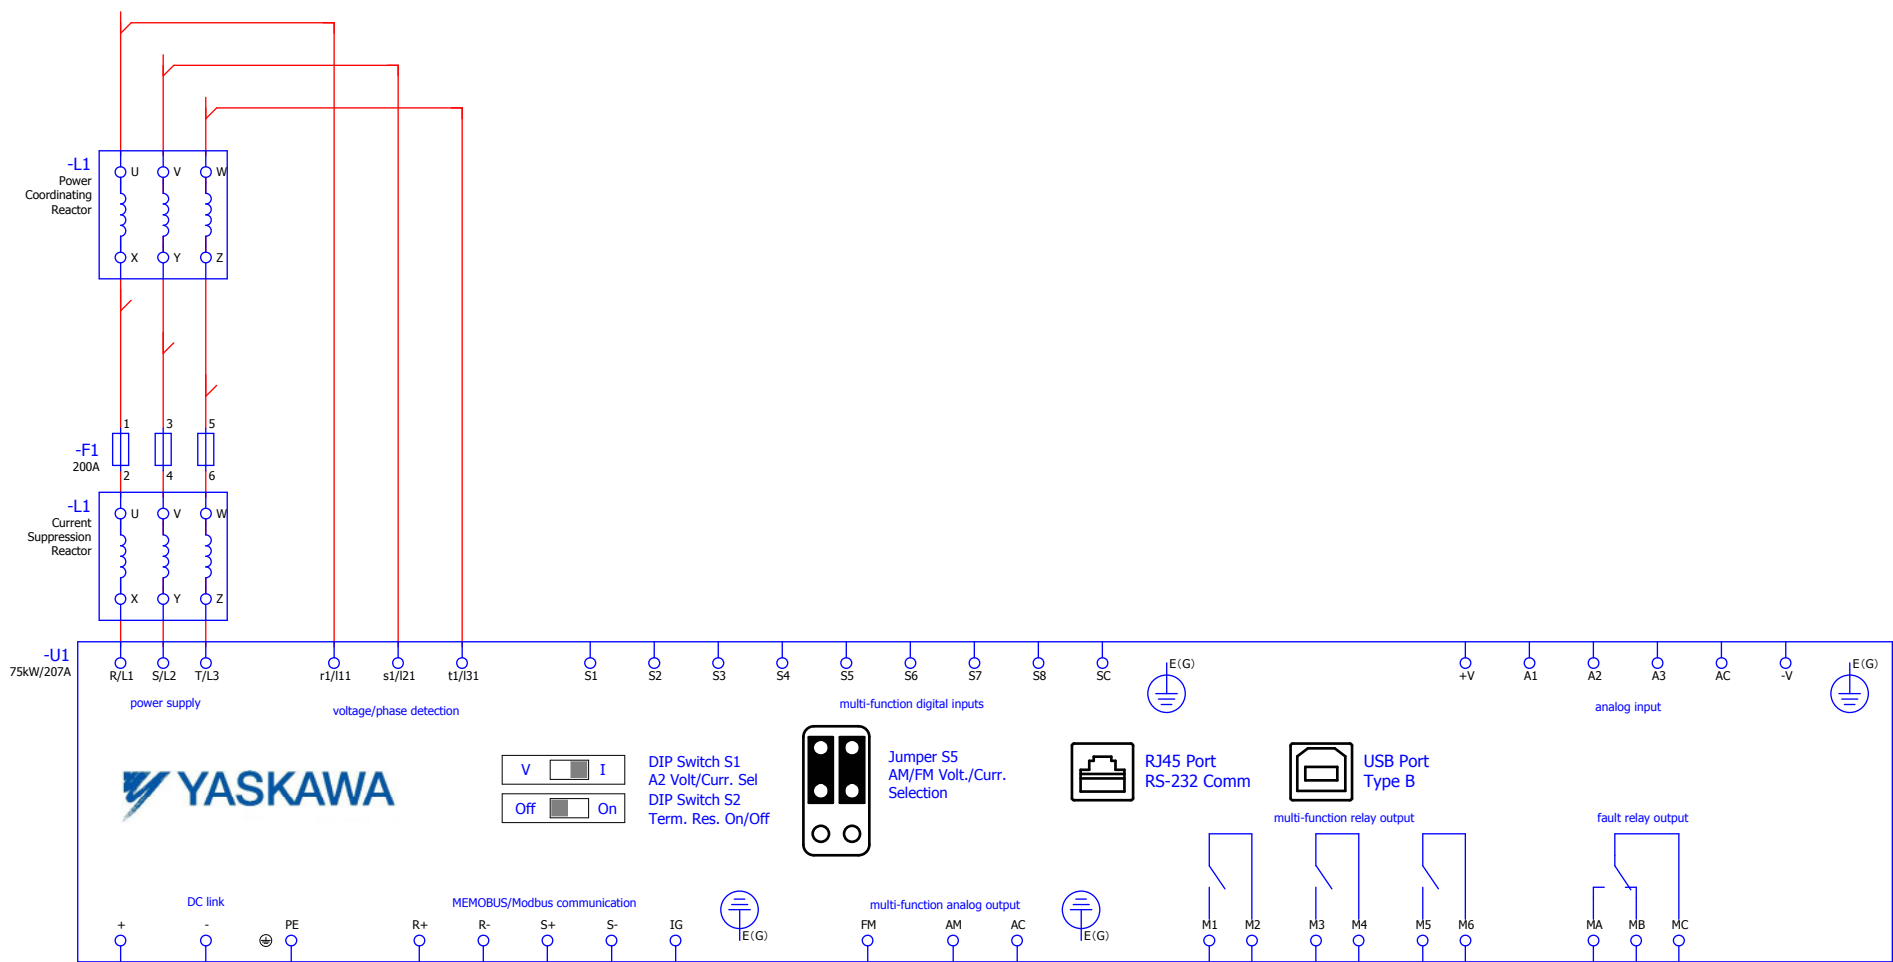 -L1
Power
Coordinating
Reactor
U V W
X Y Z
1 3 5
-F1
200A
2 4 6
-L1
Current
Suppression
Reactor
U V W
X Y Z
-U1
75kW/207A
R/L1 S/L2 T/L3 r1/l11 s1/l21 t1/l31 S1 S2 S3 S4 S5 S6 S7 S8 SC E(G) +V A1 A2 A3 AC -V E(G)
power supply voltage/phase detection multi-function digital inputs analog input
YASKAWA
V I
DIP Switch S1
A2 Volt/Curr. Sel
Off On
DIP Switch S2
Term. Res. On/Off
Jumper S5
AM/FM Volt./Curr.
Selection
RJ45 Port
RS-232 Comm
USB Port
Type B
multi-function relay output fault relay output
DC link MEMOBUS/Modbus communication multi-function analog output
+ - PE R+ R- S+ S- IG E(G) FM AM AC E(G) M1 M2 M3 M4 M5 M6 MA MB MC